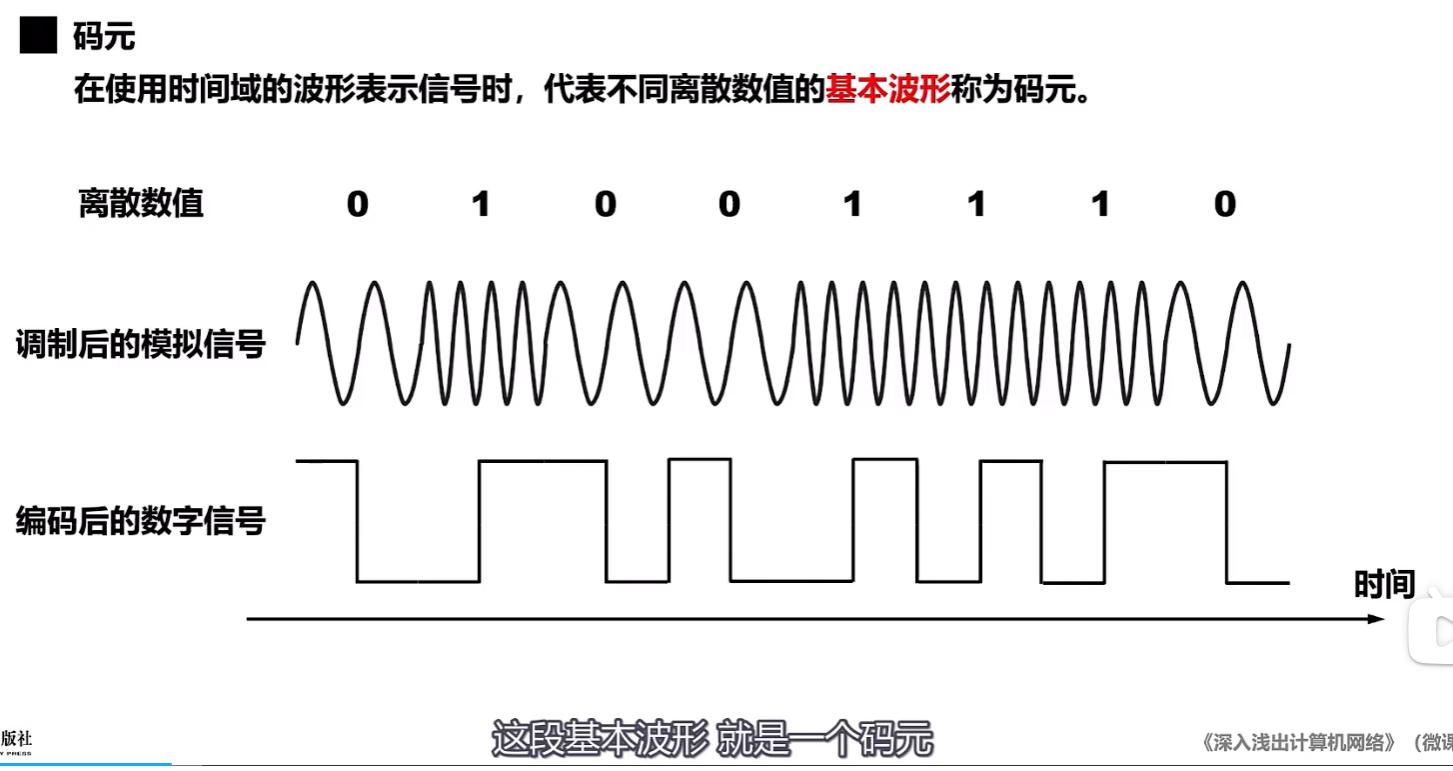 码元
在使用时间域的波形表示信号时，代表不同离散数值的基本波形称为码元。
离散数值 0 1 0 0 1 1 1 0
调制后的模拟信号
编码后的数字信号
时间
这段基本波形 就是一个码元
版社
Y PRESS
《深入浅出计算机网络》（微课